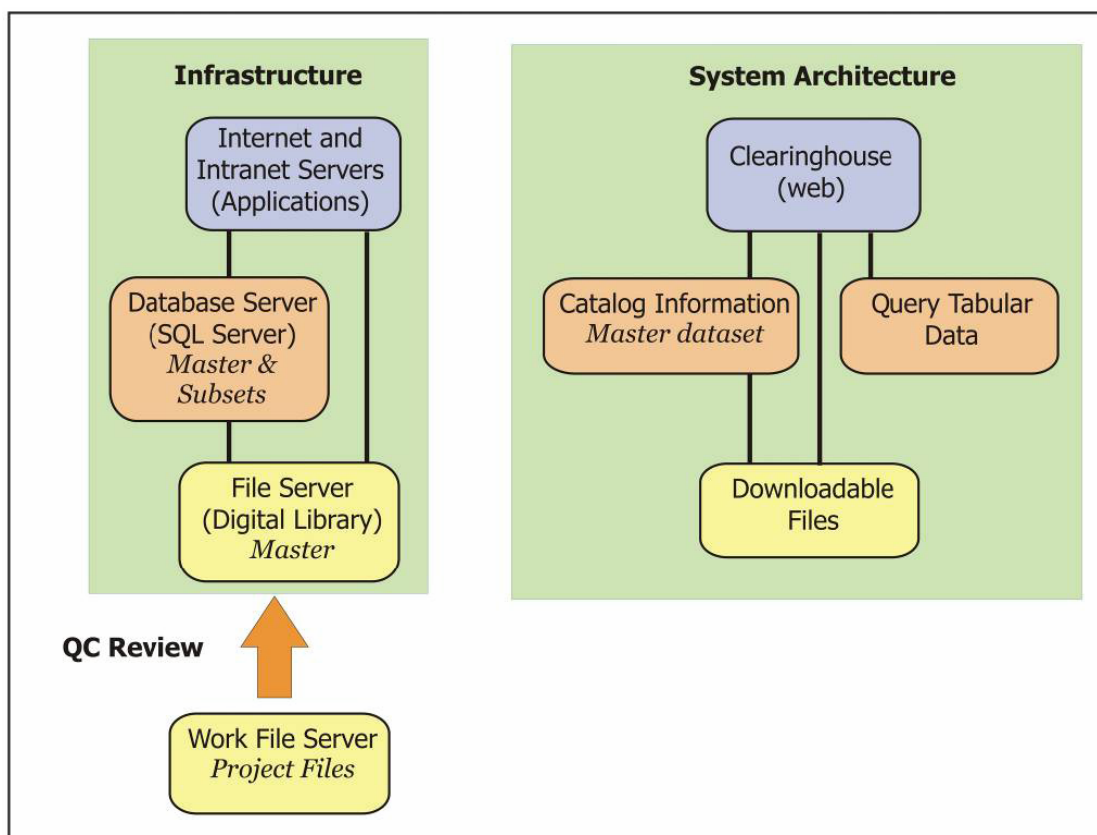 Infrastructure
Internet and
Intranet Servers
(Applications)
Database Server
(SQL Server)
Master &
Subsets
File Server
(Digital Library)
Master
QC Review
Work File Server
Project Files
System Architecture
Clearinghouse
(web)
Catalog Information
Master dataset
Query Tabular
Data
Downloadable
Files